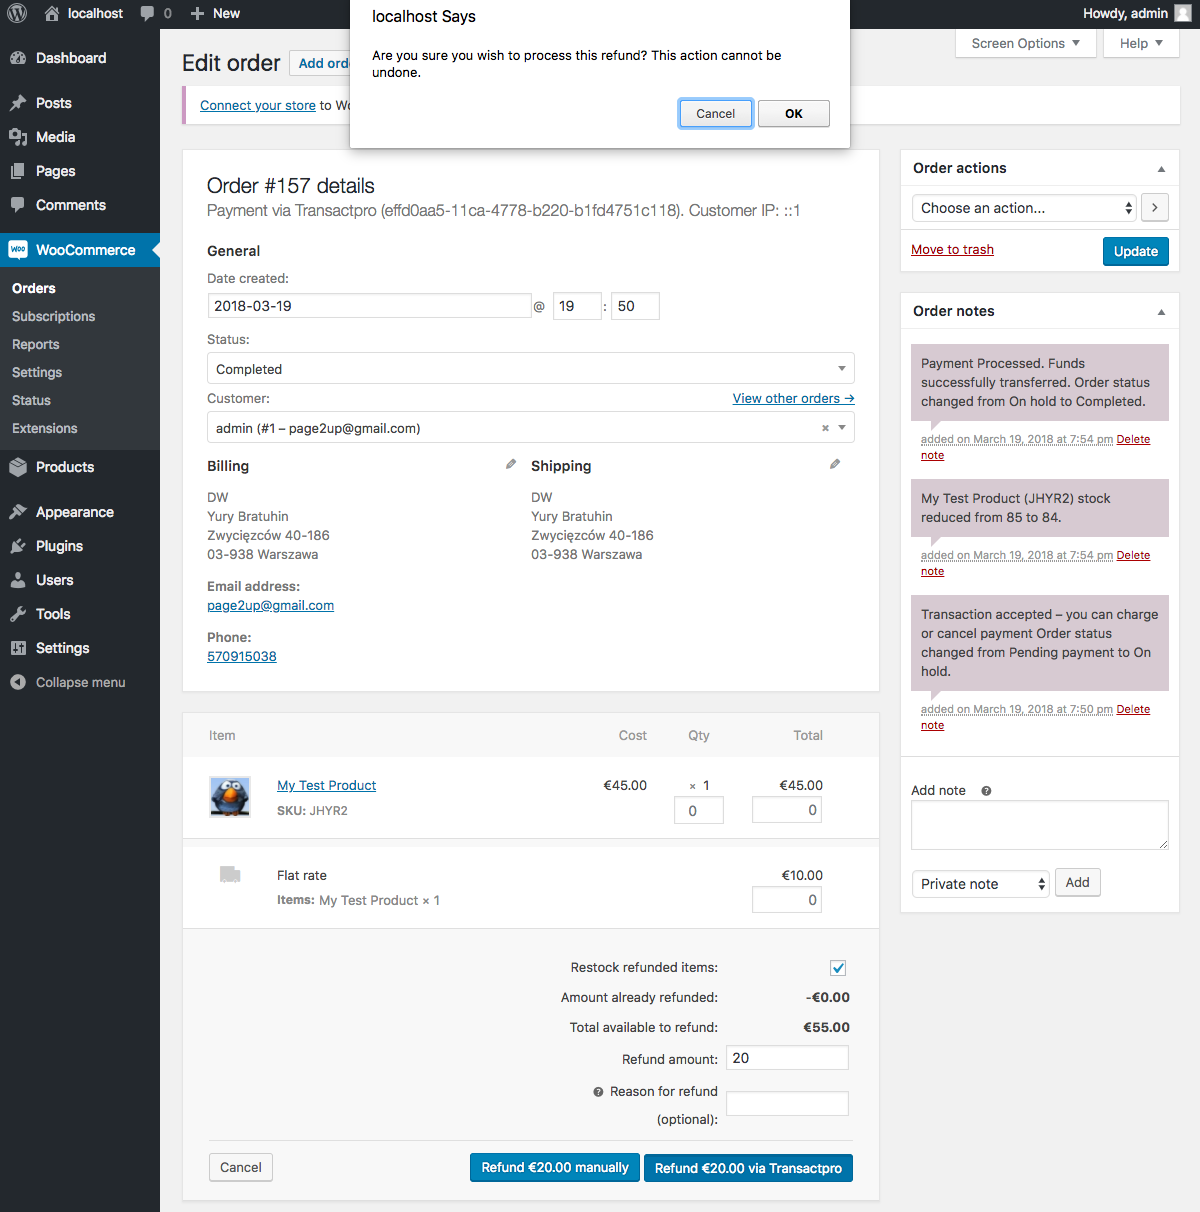 localhost
0
New
Howdy, admin
localhost Says
Are you sure you wish to process this refund? This action cannot be
undone.
Cancel
OK
Screen Options
Help
Dashboard
Posts
Media
Pages
Comments
WooCommerce
Orders
Subscriptions
Reports
Settings
Status
Extensions
Products
Appearance
Plugins
Users
Tools
Settings
Collapse menu
Edit order
Add
Connect your store to
Order #157 details
Payment via Transactpro (effd0aa5-11ca-4778-b220-b1fd4751c118). Customer IP: ::1
General
Date created:
2018-03-19 @ 19 : 50
Status:
Completed
Customer:
View other orders →
admin (#1 – page2up@gmail.com) ×
Billing
DW
Yury Bratuhin
Zwycięzców 40-186
03-938 Warszawa
Email address:
page2up@gmail.com
Phone:
570915038
Shipping
DW
Yury Bratuhin
Zwycięzców 40-186
03-938 Warszawa
Item Cost Qty Total
My Test Product €45.00 × 1 €45.00
SKU: JHYR2 0 0
Flat rate €10.00
Items: My Test Product × 1 0
Restock refunded items:
Amount already refunded: -€0.00
Total available to refund: €55.00
Refund amount: 20
Reason for refund
(optional):
Cancel
Refund €20.00 manually
Refund €20.00 via Transactpro
Order actions
Choose an action...
Move to trash
Update
Order notes
Payment Processed. Funds
successfully transferred. Order status
changed from On hold to Completed.
added on March 19, 2018 at 7:54 pm Delete
note
My Test Product (JHYR2) stock
reduced from 85 to 84.
added on March 19, 2018 at 7:54 pm Delete
note
Transaction accepted – you can charge
or cancel payment Order status
changed from Pending payment to On
hold.
added on March 19, 2018 at 7:50 pm Delete
note
Add note
Private note
Add